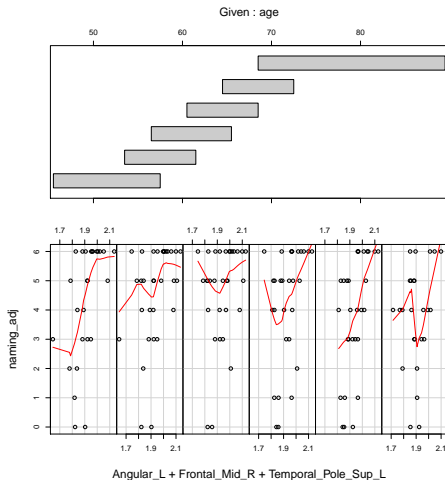 Given : age
50 60 70 80
1.7 1.9 2.1 1.7 1.9 2.1 1.7 1.9 2.1
naming_adj
6
5
4
3
2
1
0
1.7 1.9 2.1 1.7 1.9 2.1 1.7 1.9 2.1
Angular_L + Frontal_Mid_R + Temporal_Pole_Sup_L